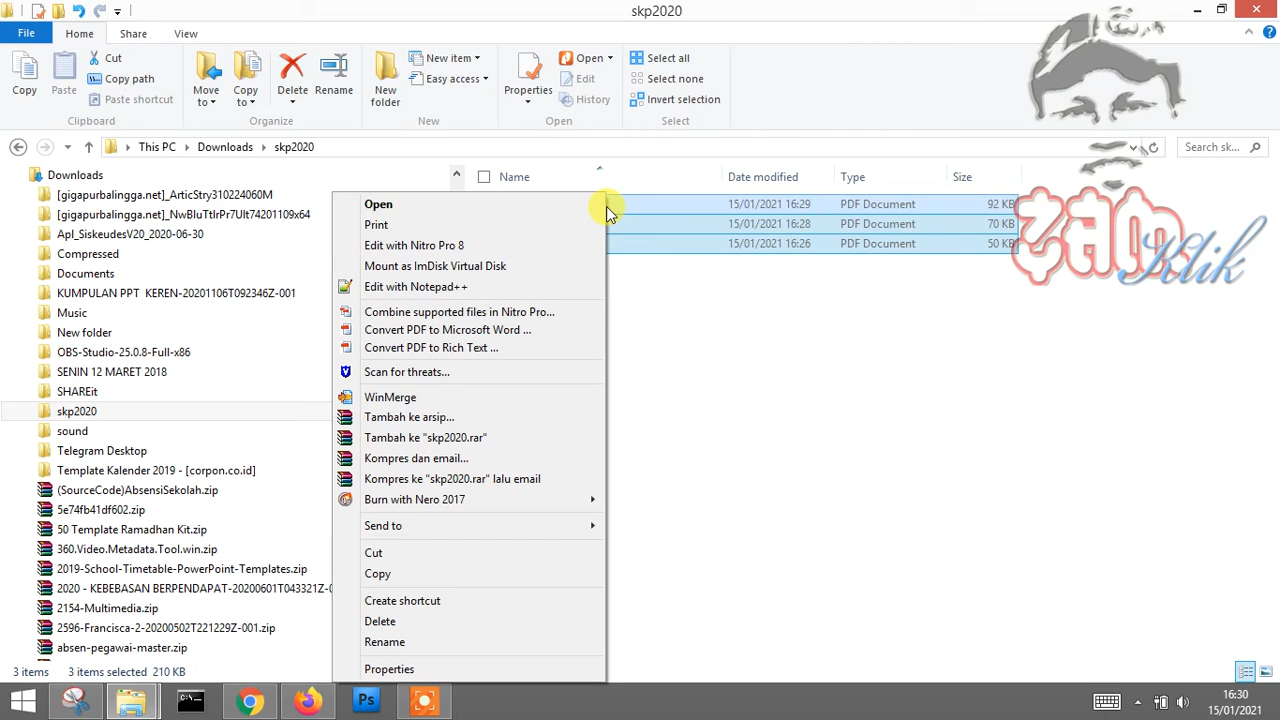 skp2020
File Home Share View
Copy
Paste
Cut
Copy path
Paste shortcut
Clipboard
Move to
Copy to
Delete
Rename
Organize
New folder
New item
Easy access
New
Properties
Open
Edit
History
Open
Select all
Select none
Invert selection
Select
This PC Downloads skp2020
Search sk...
Downloads
[gigapurbalingga.net]_ArticStry310224060M
[gigapurbalingga.net]_NwBluTtIrPr7Ult74201109x64
Apl_SiskeudesV20_2020-06-30
Compressed
Documents
KUMPULAN PPT KEREN-20201106T092346Z-001
Music
New folder
OBS-Studio-25.0.8-Full-x86
SENIN 12 MARET 2018
SHAREit
skp2020
sound
Telegram Desktop
Template Kalender 2019 - [corpon.co.id]
(SourceCode)AbsensiSekolah.zip
5e74fb41df602.zip
50 Template Ramadhan Kit.zip
360.Video.Metadata.Tool.win.zip
2019-School-Timetable-PowerPoint-Templates.zip
2020 - KEBEBASAN BERPENDAPAT-20200601T043321Z-0
2154-Multimedia.zip
2596-Francisca-2-20200502T221229Z-001.zip
absen-pegawai-master.zip
Name Date modified Type Size
15/01/2021 16:29 PDF Document 92 KB
15/01/2021 16:28 PDF Document 70 KB
15/01/2021 16:26 PDF Document 50 KB
Open
Print
Edit with Nitro Pro 8
Mount as ImDisk Virtual Disk
Edit with Notepad++
Combine supported files in Nitro Pro...
Convert PDF to Microsoft Word ...
Convert PDF to Rich Text ...
Scan for threats...
WinMerge
Tambah ke arsip...
Tambah ke "skp2020.rar"
Kompres dan email...
Kompres ke "skp2020.rar" lalu email
Burn with Nero 2017
Send to
Cut
Copy
Create shortcut
Delete
Rename
Properties
zam
Klik
3 items 3 items selected 210 KB
Ps
16:30
15/01/2021